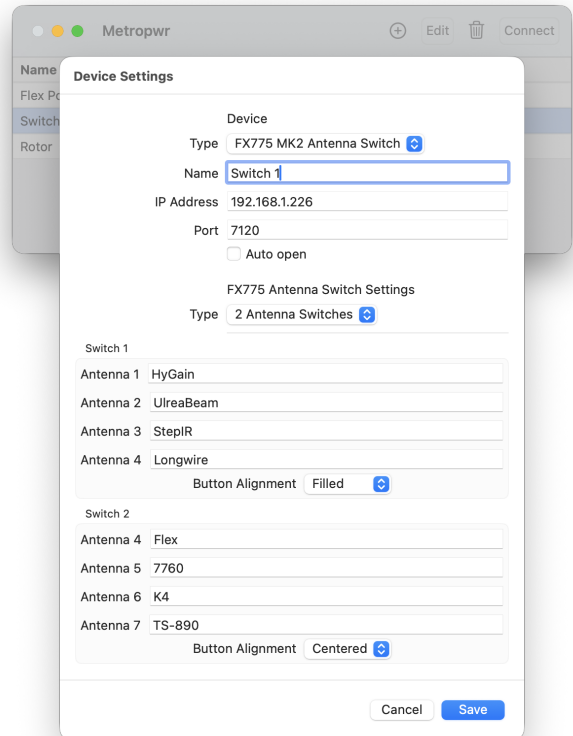 Metropwr
Edit
Connect
Name
Flex Po
Switch
Rotor
Device Settings
Device
Type FX775 MK2 Antenna Switch
Name Switch 1
IP Address 192.168.1.226
Port 7120
Auto open
FX775 Antenna Switch Settings
Type 2 Antenna Switches
Switch 1
Antenna 1 HyGain
Antenna 2 UlreaBeam
Antenna 3 StepIR
Antenna 4 Longwire
Button Alignment Filled
Switch 2
Antenna 4 Flex
Antenna 5 7760
Antenna 6 K4
Antenna 7 TS-890
Button Alignment Centered
Cancel Save